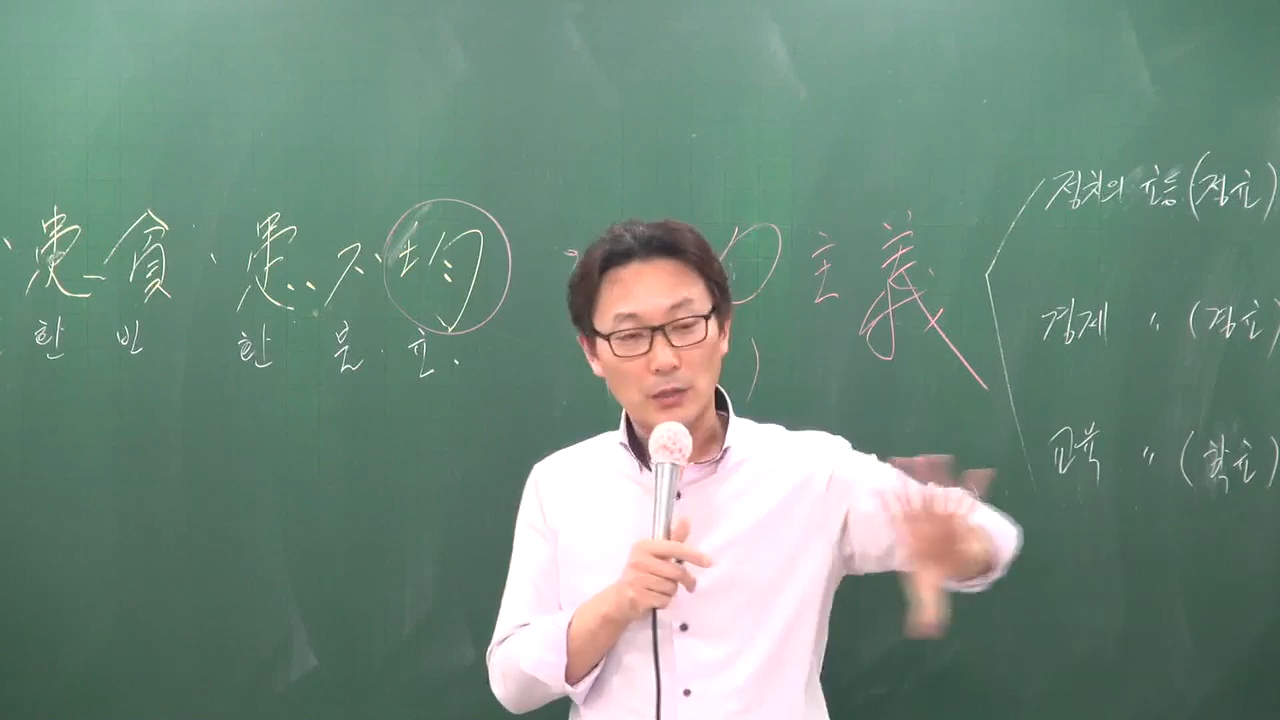 患貧 患不均 主義
환 빈 환 불 균
정치의 균등 (정균)
경제 〃 (경균)
교육 〃 (학균)